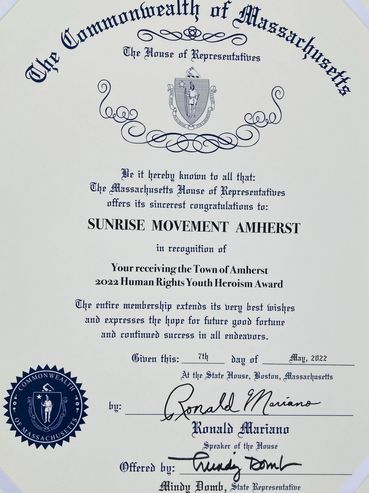 The Commonwealth of Massachusetts
The House of Representatives
Be it hereby known to all that:
The Massachusetts House of Representatives
offers its sincerest congratulations to:
SUNRISE MOVEMENT AMHERST
in recognition of
Your receiving the Town of Amherst
2022 Human Rights Youth Heroism Award
The entire membership extends its very best wishes
and expresses the hope for future good fortune
and continued success in all endeavors.
Given this: 7th day of May, 2022
At the State House, Boston, Massachusetts
COMMONWEALTH
OF MASSACHUSETTS
by: Ronald Mariano
Ronald Mariano
Speaker of the House
Offered by: Mindy Domb
Mindy Domb, State Representative